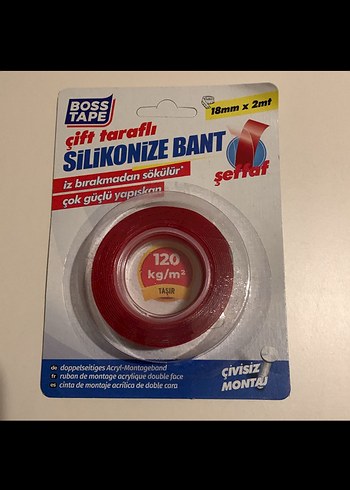 BOSS
TAPE
18mm x 2mt
çift taraflı
SİLİKONİZE BANT
iz bırakmadan sökülür*
çok güçlü yapışkan
şeffaf
120
kg/m²
TAŞIR
de doppelseitiges Acryl-Montageband
fr ruban de montage acrylique double face
es cinta de montaje acrílica de doble cara
ÇİVİSİZ
MONTAJ